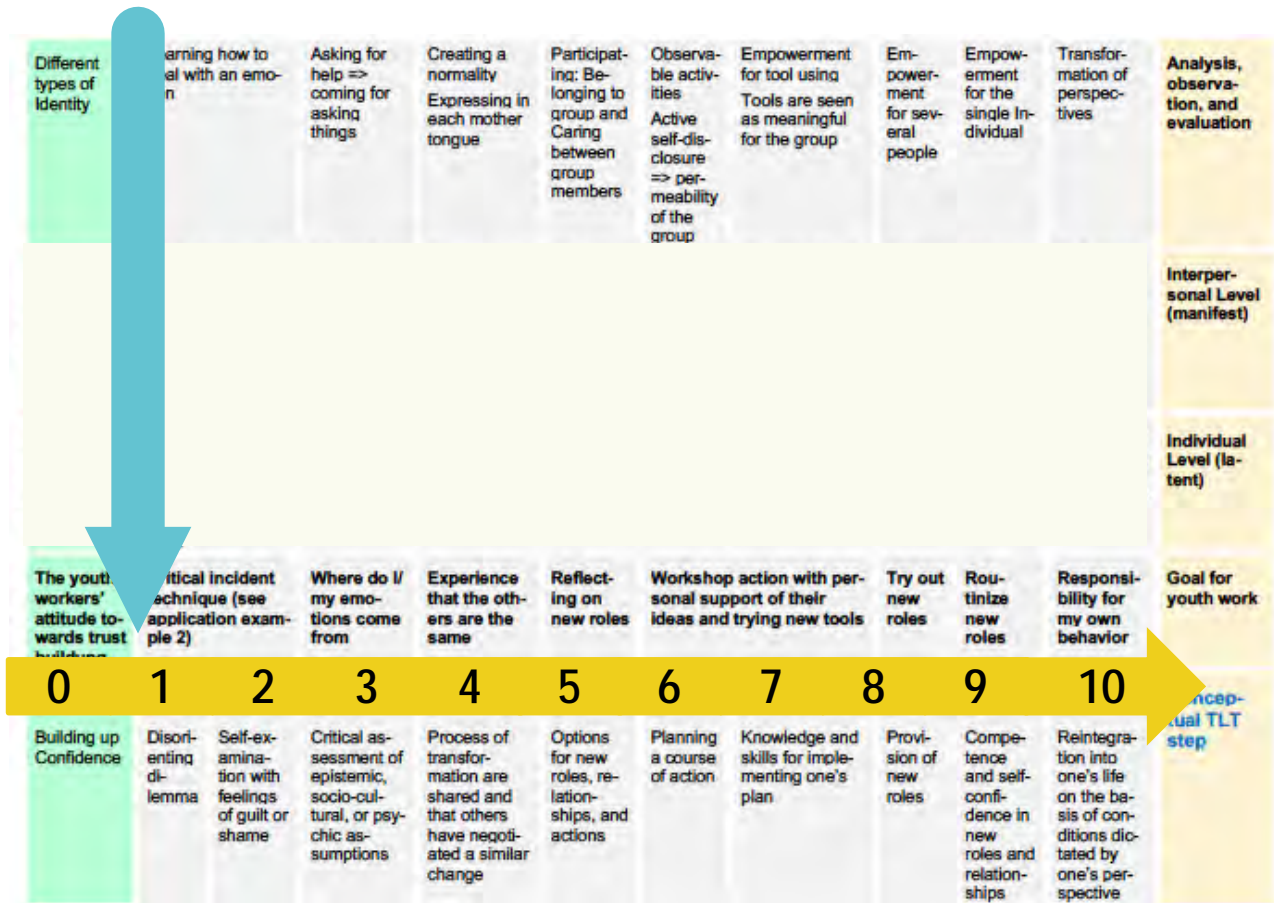 Different
types of
Identity
arning how to
al with an emo-
n
Asking for
help =>
coming for
asking
things
Creating a
normality
Expressing in
each mother
tongue
Participat-
ing: Be-
longing to
group and
Caring
between
group
members
Observa-
ble activ-
ities
Active
self-dis-
closure
=> per-
meability
of the
group
Empowerment
for tool using
Tools are seen
as meaningful
for the group
Em-
power-
ment
for sev-
eral
people
Empow-
erment
for the
single In-
dividual
Transfor-
mation of
perspec-
tives
Analysis,
observa-
tion, and
evaluation
Interper-
sonal Level
(manifest)
Individual
Level (la-
tent)
The youth
workers'
attitude to-
wards trust
building
itical incident
echnique (see
application exam-
ple 2)
Where do I/
my emo-
tions come
from
Experience
that the oth-
ers are the
same
Reflect-
ing on
new roles
Workshop action with per-
sonal support of their
ideas and trying new tools
Try out
new
roles
Rou-
tinize
new
roles
Responsi-
bility for
my own
behavior
Goal for
youth work
0 1 2 3 4 5 6 7 8 9 10
Building up
Confidence
Disori-
enting
di-
lemma
Self-ex-
amina-
tion with
feelings
of guilt or
shame
Critical as-
sessment of
epistemic,
socio-cul-
tural, or psy-
chic as-
sumptions
Process of
transfor-
mation are
shared and
that others
have negoti-
ated a similar
change
Options
for new
roles, re-
lation-
ships, and
actions
Planning
a course
of action
Knowledge and
skills for imple-
menting one's
plan
Provi-
sion of
new
roles
Compe-
tence
and self-
confi-
dence in
new
roles and
relation-
ships
Reintegra-
tion into
one's life
on the ba-
sis of con-
ditions dic-
tated by
one's per-
spective
ncep-
tual TLT
step